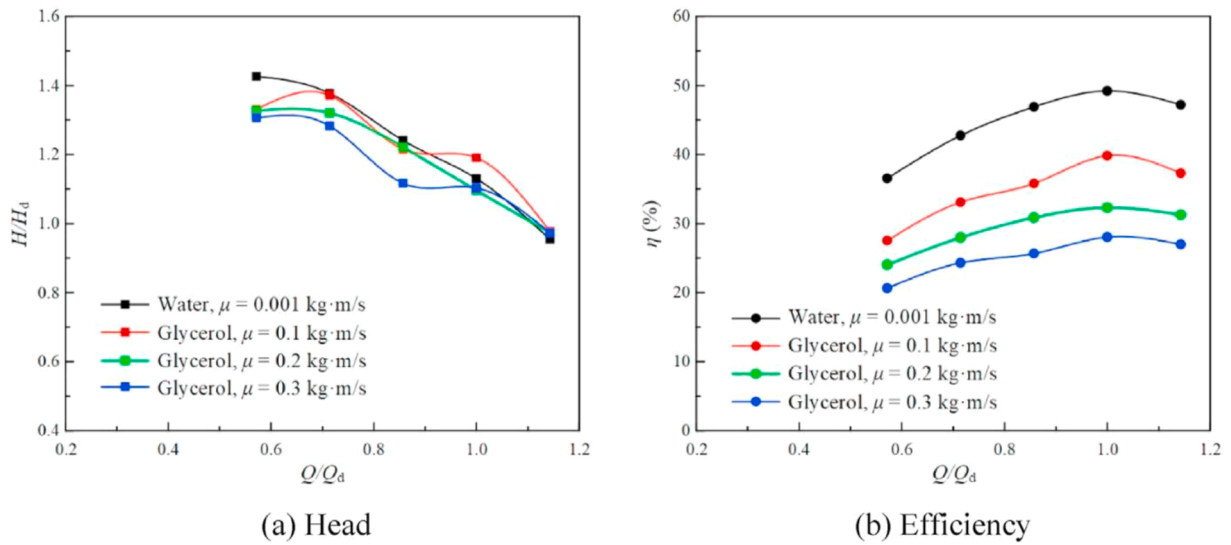 1.6
1.4
1.2
1.0
0.8
0.6
0.4
H/Hd
Water, μ = 0.001 kg·m/s
Glycerol, μ = 0.1 kg·m/s
Glycerol, μ = 0.2 kg·m/s
Glycerol, μ = 0.3 kg·m/s
0.2 0.4 0.6 0.8 1.0 1.2
Q/Qd
(a) Head
60
50
40
30
20
10
0
η (%)
Water, μ = 0.001 kg·m/s
Glycerol, μ = 0.1 kg·m/s
Glycerol, μ = 0.2 kg·m/s
Glycerol, μ = 0.3 kg·m/s
0.2 0.4 0.6 0.8 1.0 1.2
Q/Qd
(b) Efficiency